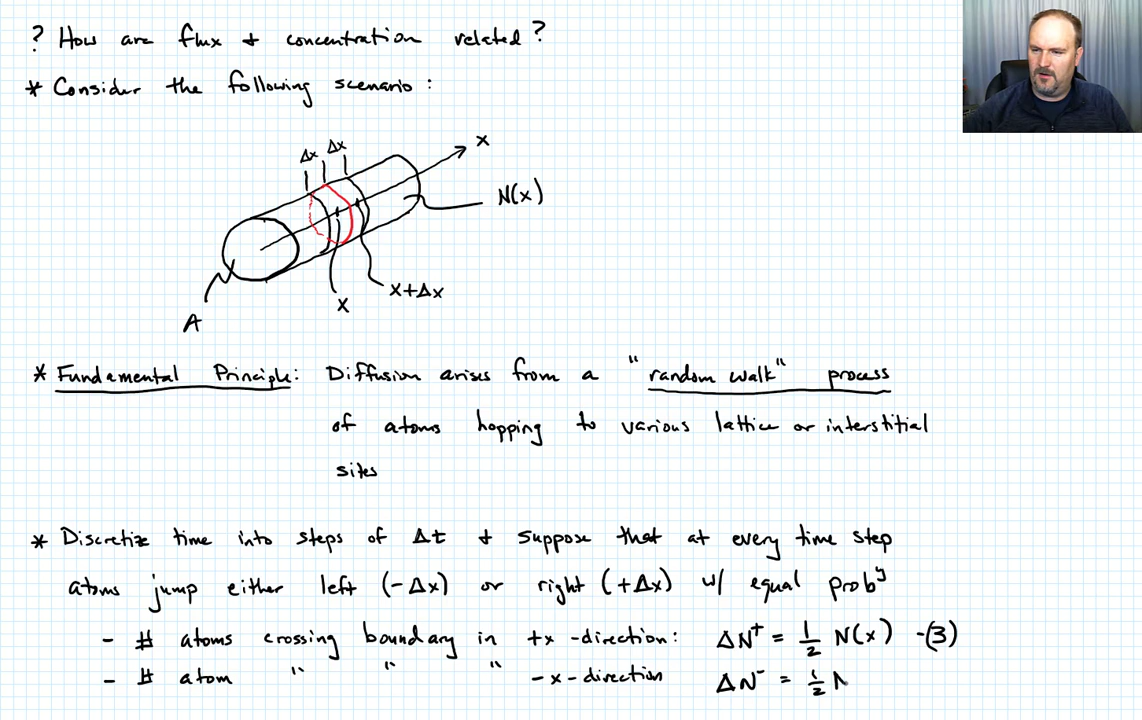 ? How are flux + concentration related?
* Consider the following scenario:
Δx Δx
x
N(x)
x+Δx
x
A
* Fundamental Principle: Diffusion arises from a "random walk" process
of atoms hopping to various lattice or interstitial
sites
* Discretize time into steps of Δt + suppose that at every time step
atoms jump either left (-Δx) or right (+Δx) w/ equal prob^y
- # atoms crossing boundary in +x -direction: ΔN⁺ = 1/2 N(x) -(3)
- # atom " " " -x - direction ΔN⁻ = 1/2